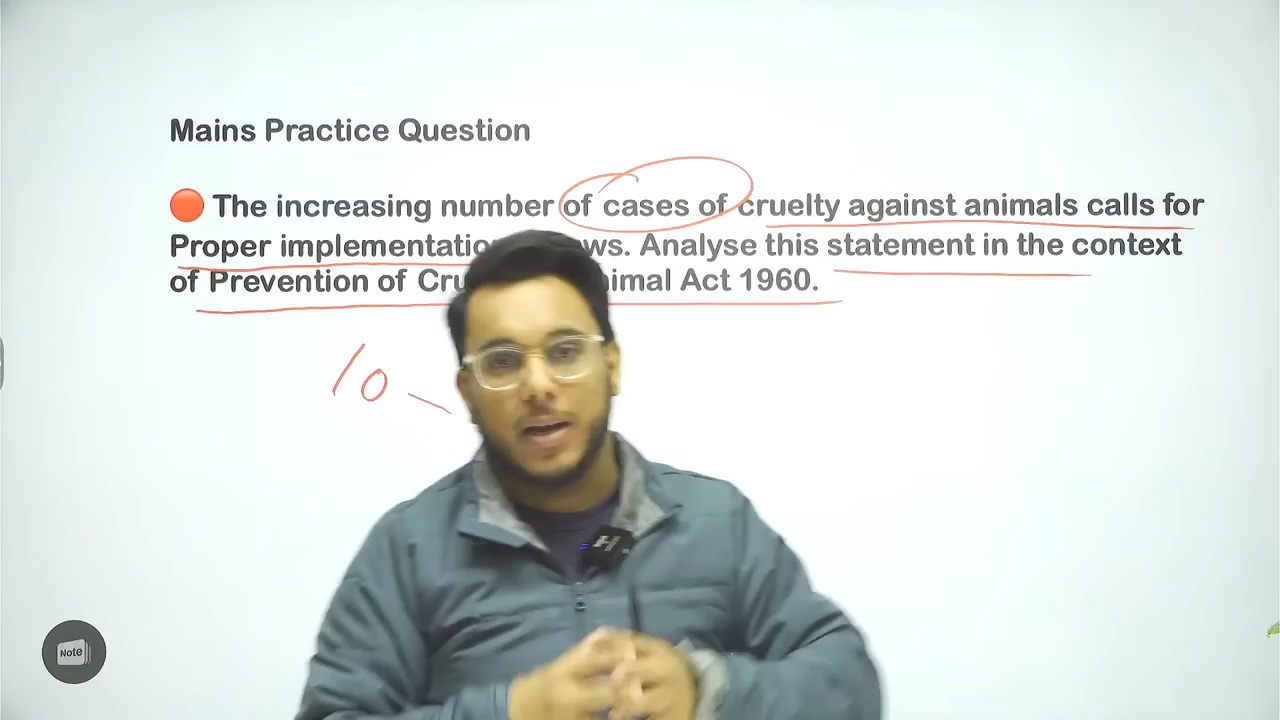 Mains Practice Question
The increasing number of cases of cruelty against animals calls for
Proper implementatio ws. Analyse this statement in the context
of Prevention of Cru nimal Act 1960.
10
Note